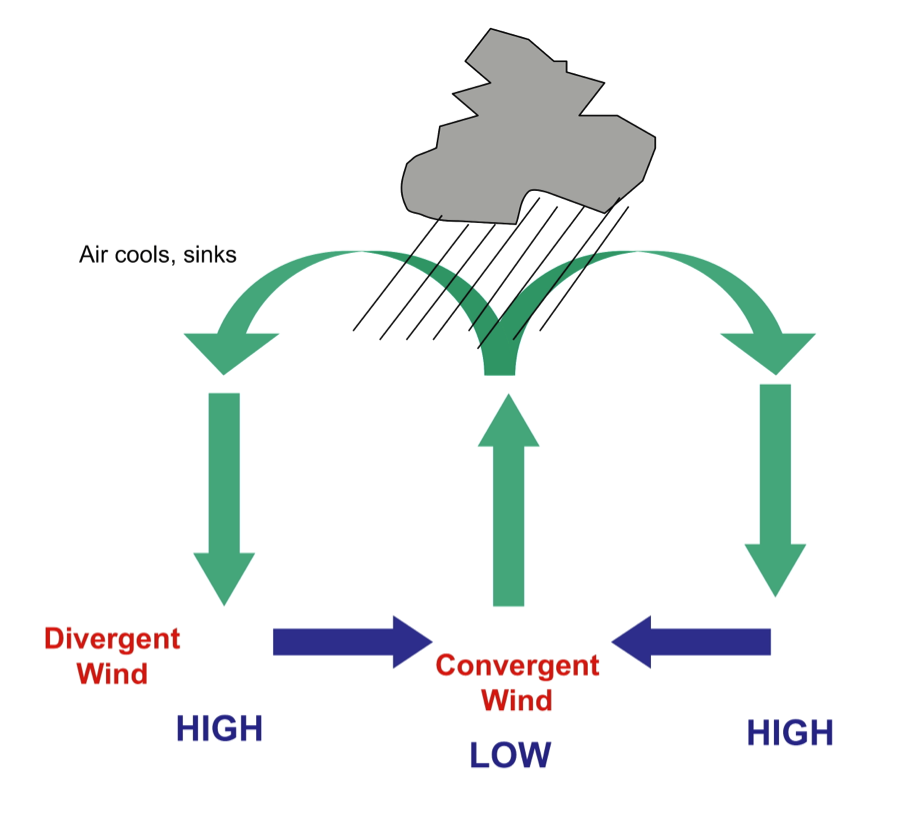 Air cools, sinks
Divergent
Wind
Convergent
Wind
HIGH
LOW
HIGH